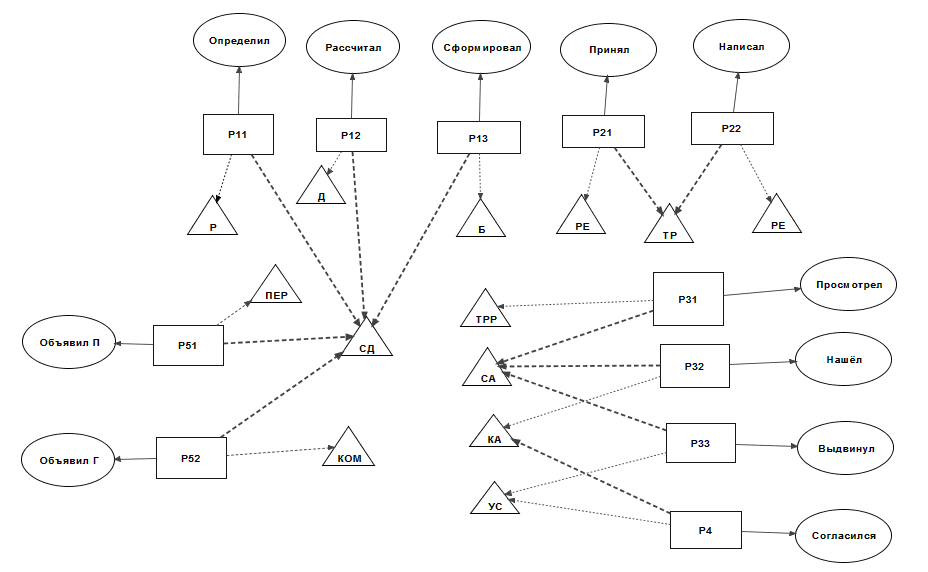 Определил
Рассчитал
Сформировал
Принял
Написал
P11
P12
P13
P21
P22
Р
Д
Б
РЕ
ТР
РЕ
ПЕР
СД
P51
Объявил П
P52
Объявил Г
КОМ
P31
Просмотрел
ТРР
P32
Нашёл
СА
P33
Выдвинул
КА
УС
P4
Согласился